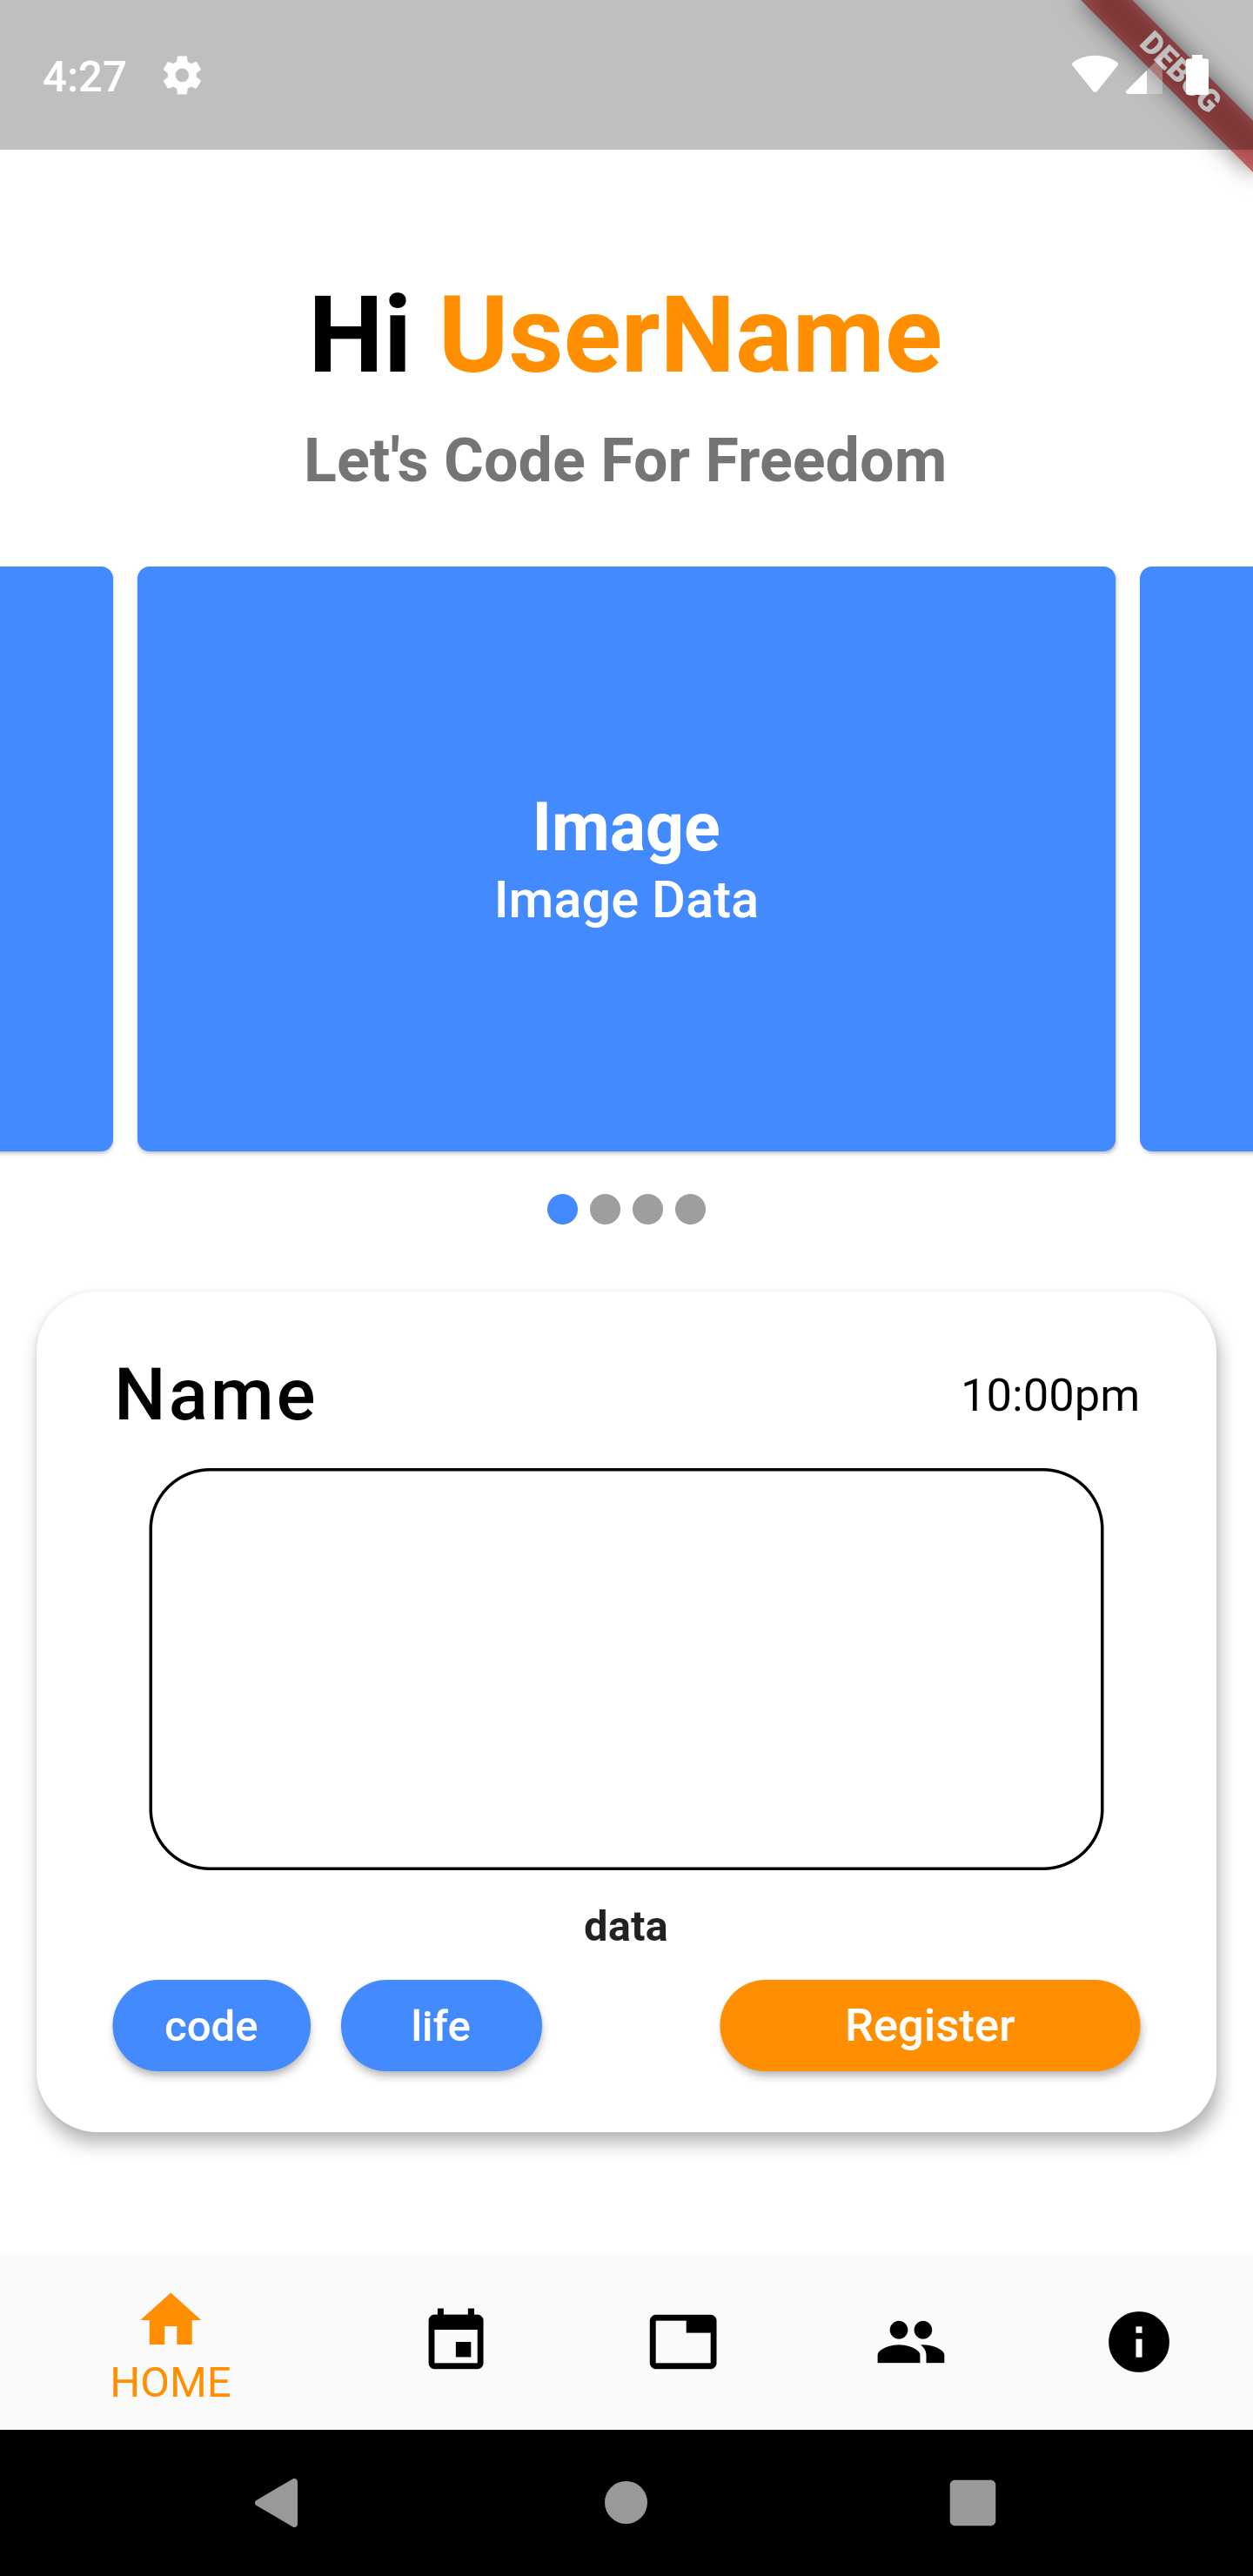 4:27
DEBUG
Hi UserName
Let's Code For Freedom
Image
Image Data
Name 10:00pm
data
code life Register
HOME